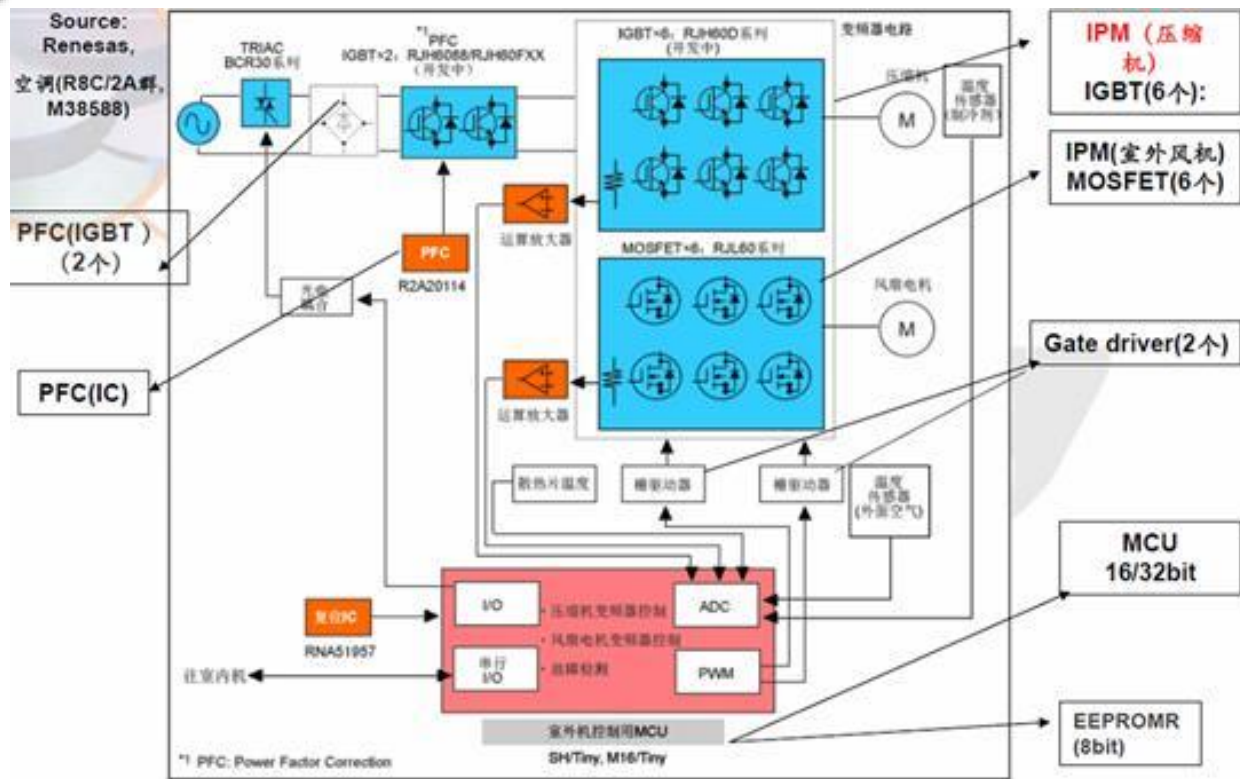 Source:
Renesas,
空调(R8C/2A群,
M38588)
TRIAC
BCR30系列
*1 PFC
IGBT×2：RJH6088/RJH60FXX
(开发中)
IGBT×6：RJH60D系列
(开发中)
变频器电路
压缩机
M
温度
传感器
(制冷剂)
IPM（压缩
机）
IGBT(6个):
IPM(室外风机)
MOSFET(6个)
PFC(IGBT )
(2个)
运算放大器
PFC
R2A20114
MOSFET×6：RJL60系列
光电
耦合
风扇电机
M
Gate driver(2个)
PFC(IC)
运算放大器
散热片温度
栅驱动器
栅驱动器
温度
传感器
(外面空气)
MCU
16/32bit
I/O
·压缩机变频器控制
ADC
复位IC
RNA51957
·风扇电机变频器控制
串行
I/O
·故障检测
PWM
往室内机
室外机控制用MCU
SH/Tiny, M16/Tiny
EEPROMR
(8bit)
*1 PFC: Power Factor Correction